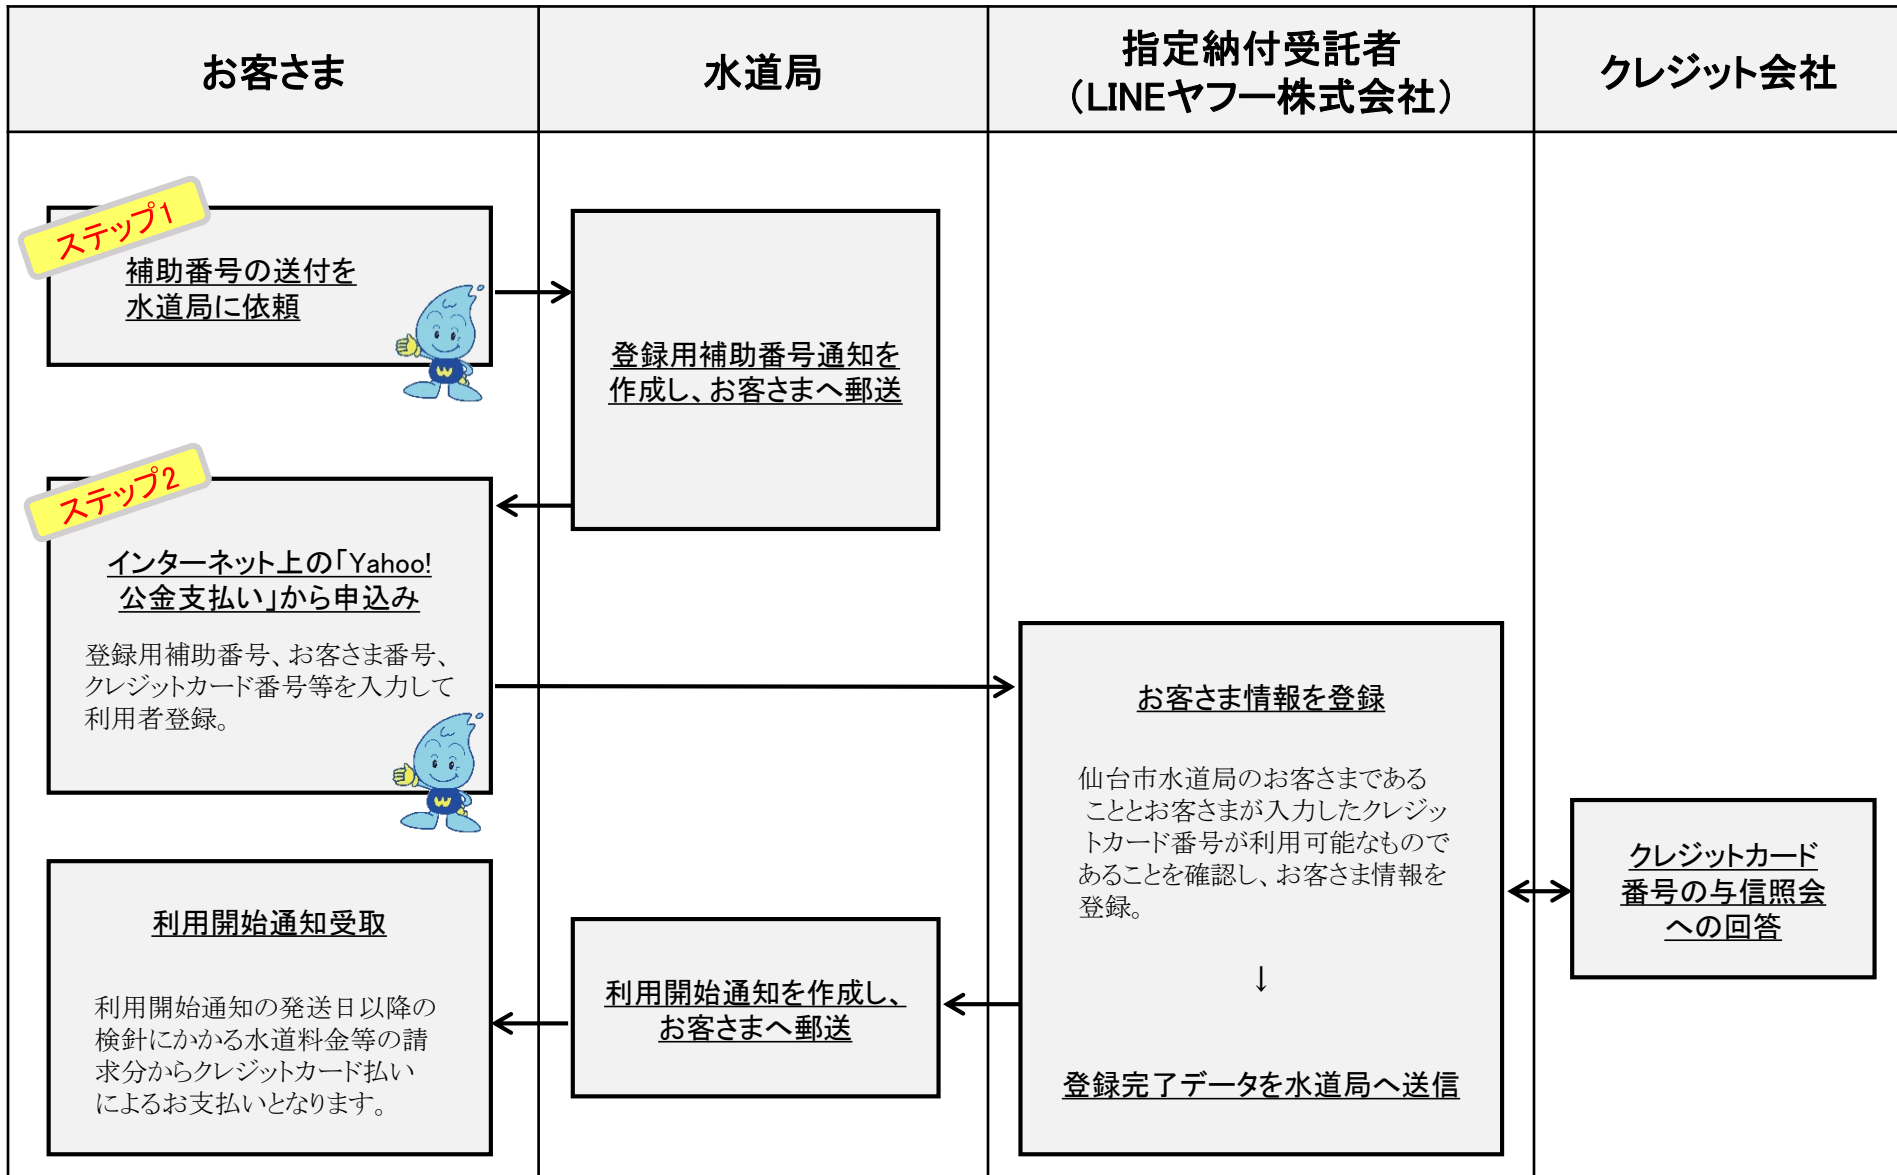 お客さま
水道局
指定納付受託者
（LINEヤフー株式会社）
クレジット会社
ステップ1
補助番号の送付を
水道局に依頼
登録用補助番号通知を
作成し、お客さまへ郵送
ステップ2
インターネット上の「Yahoo!
公金支払い」から申込み
登録用補助番号、お客さま番号、
クレジットカード番号等を入力して
利用者登録。
お客さま情報を登録
仙台市水道局のお客さまである
こととお客さまが入力したクレジッ
トカード番号が利用可能なもので
あることを確認し、お客さま情報を
登録。
↓
登録完了データを水道局へ送信
クレジットカード
番号の与信照会
への回答
利用開始通知を作成し、
お客さまへ郵送
利用開始通知受取
利用開始通知の発送日以降の
検針にかかる水道料金等の請
求分からクレジットカード払い
によるお支払いとなります。
W
W